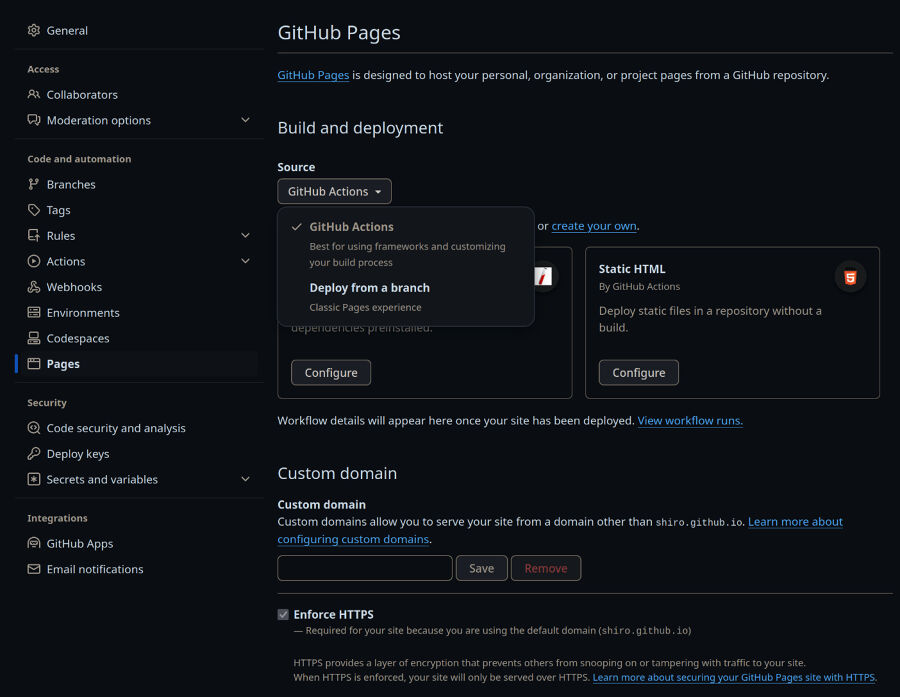 General
Access
Collaborators
Moderation options
Code and automation
Branches
Tags
Rules
Actions
Webhooks
Environments
Codespaces
Pages
Security
Code security and analysis
Deploy keys
Secrets and variables
Integrations
GitHub Apps
Email notifications
GitHub Pages
GitHub Pages is designed to host your personal, organization, or project pages from a GitHub repository.
Build and deployment
Source
GitHub Actions
or create your own.
GitHub Actions
Best for using frameworks and customizing
your build process
Deploy from a branch
Classic Pages experience
dependencies preinstalled.
Configure
Static HTML
By GitHub Actions
Deploy static files in a repository without a
build.
Configure
Workflow details will appear here once your site has been deployed. View workflow runs.
Custom domain
Custom domain
Custom domains allow you to serve your site from a domain other than shiro.github.io. Learn more about
configuring custom domains.
Save
Remove
Enforce HTTPS
— Required for your site because you are using the default domain (shiro.github.io)
HTTPS provides a layer of encryption that prevents others from snooping on or tampering with traffic to your site.
When HTTPS is enforced, your site will only be served over HTTPS. Learn more about securing your GitHub Pages site with HTTPS.